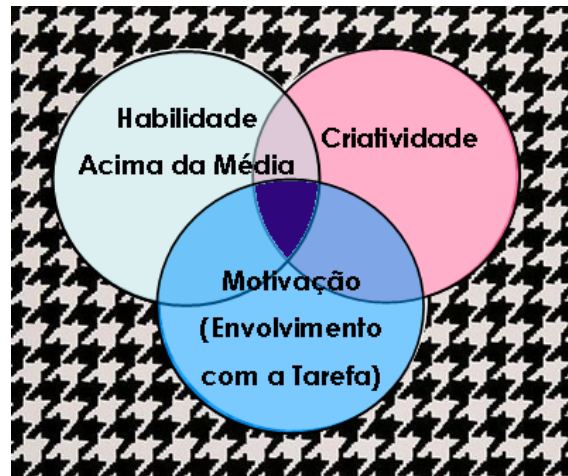 Habilidade
Acima da Média
Criatividade
Motivação
(Envolvimento
com a Tarefa)